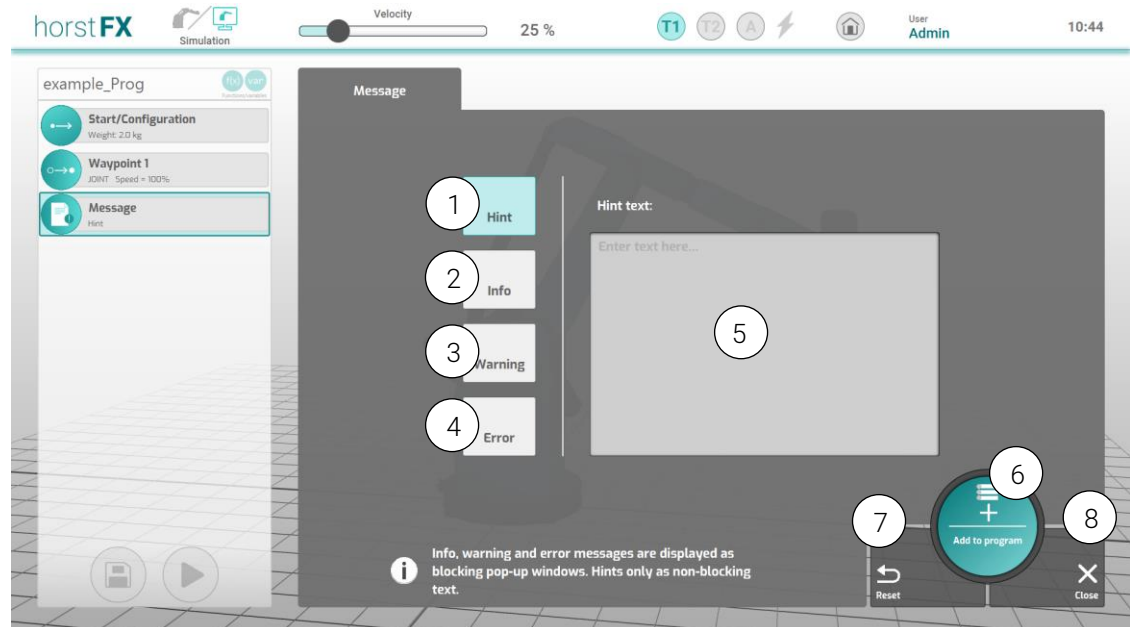 horstFX
Simulation
Velocity
25 %
T1
T2
A
User
Admin
10:44
example_Prog
f(x)
var
Functions/variables
Start/Configuration
Weight: 2.0 kg
Waypoint 1
JOINT Speed = 100%
Message
Hint
Message
1
Hint
2
Info
3
Warning
4
Error
Hint text:
Enter text here...
5
6
Add to program
7
Reset
8
Close
i
Info, warning and error messages are displayed as
blocking pop-up windows. Hints only as non-blocking
text.